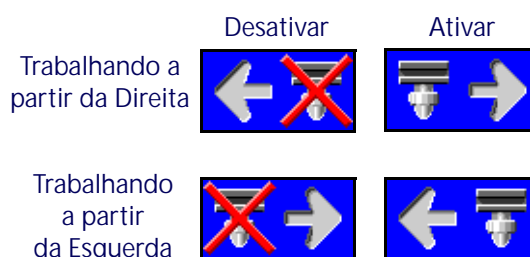 Desativar Ativar
Trabalhando a
partir da Direita
Trabalhando
a partir
da Esquerda